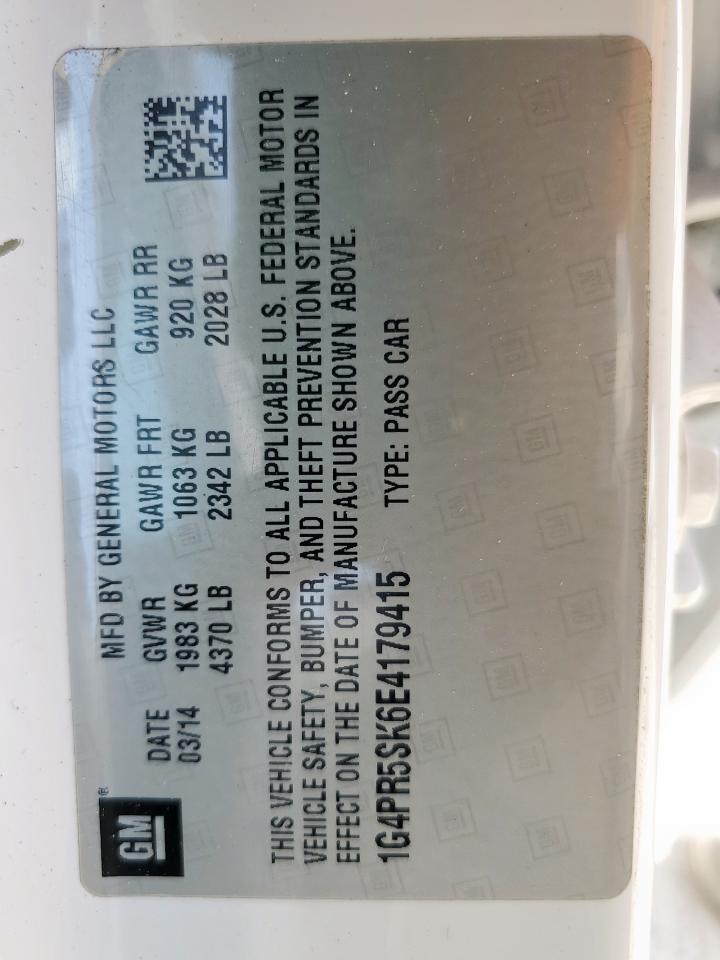 GM®
MFD BY GENERAL MOTORS LLC
DATE GVWR GAWR FRT GAWR RR
03/14 1983 KG 1063 KG 920 KG
4370 LB 2342 LB 2028 LB
THIS VEHICLE CONFORMS TO ALL APPLICABLE U.S. FEDERAL MOTOR
VEHICLE SAFETY, BUMPER, AND THEFT PREVENTION STANDARDS IN
EFFECT ON THE DATE OF MANUFACTURE SHOWN ABOVE.
1G4PR5SK6E4179415 TYPE: PASS CAR